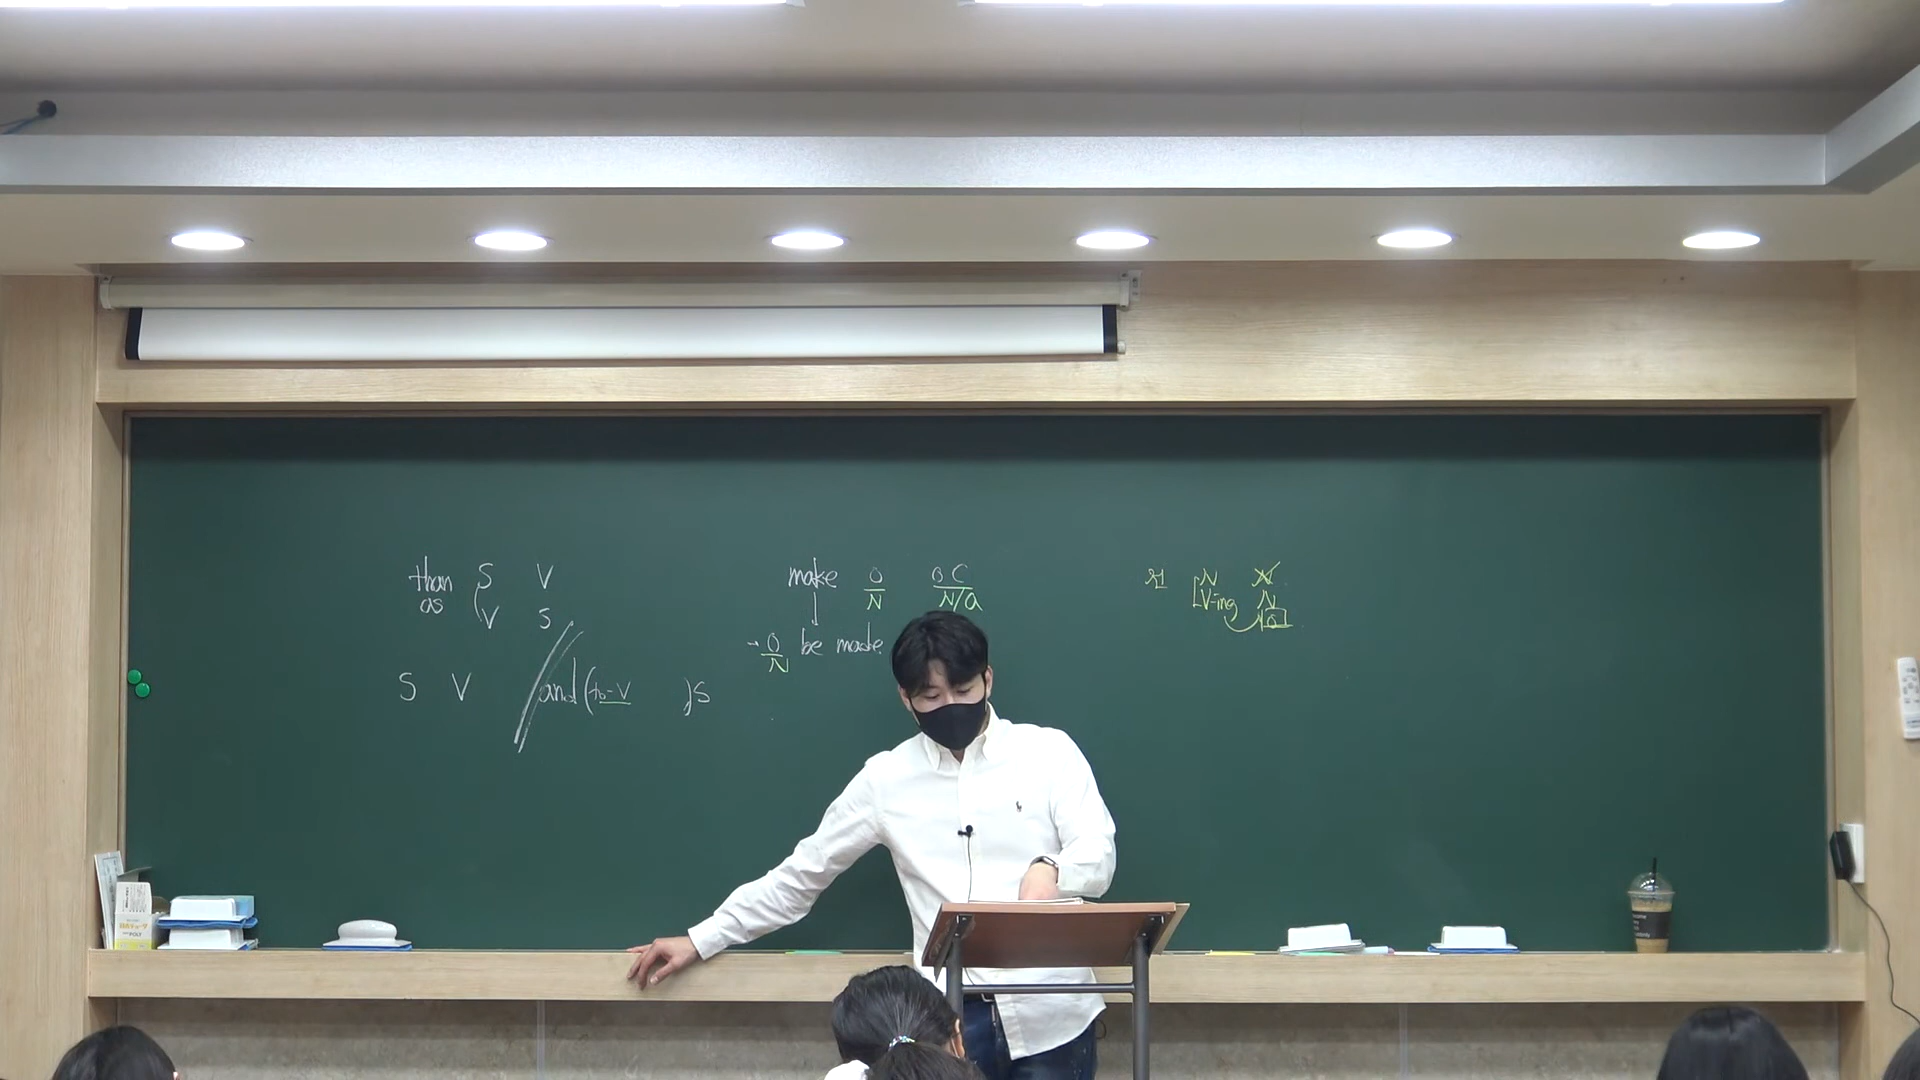 than S V
as V S
S V and (to-V )S
make O OC
N N/a
O be made
N
전 N N
V-ing N
O